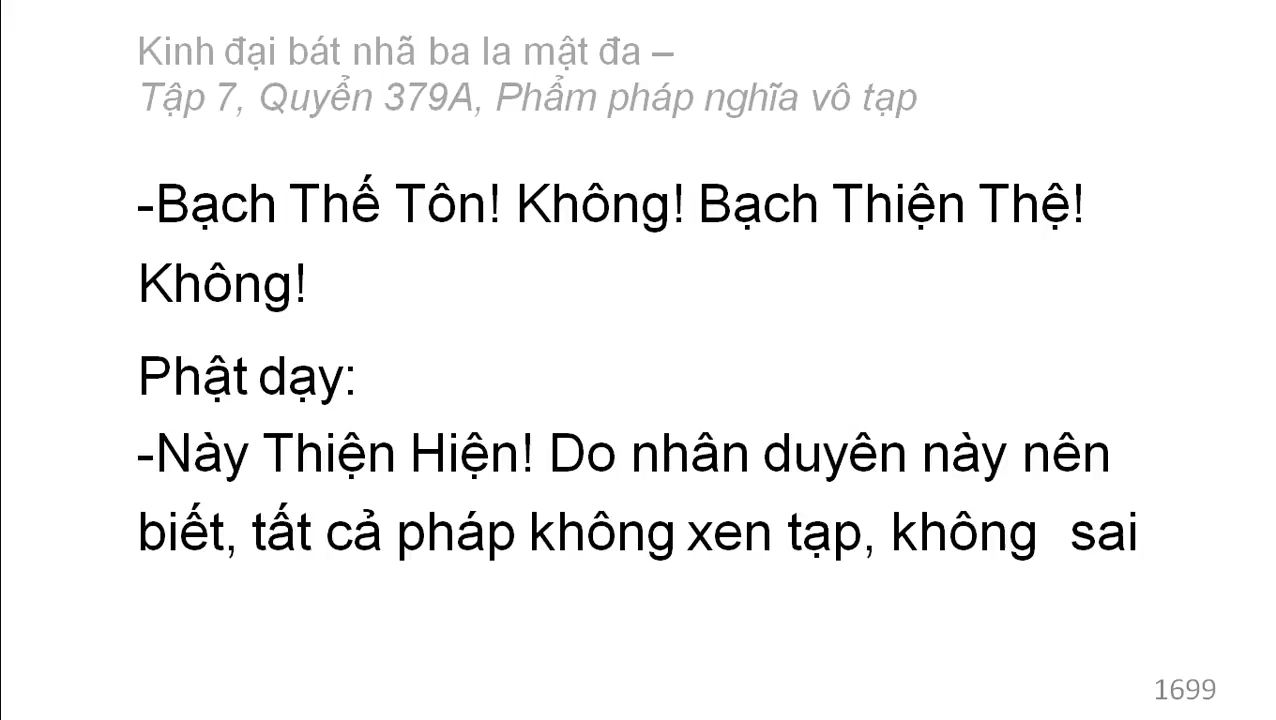 Kinh đại bát nhã ba la mật đa –
Tập 7, Quyển 379A, Phẩm pháp nghĩa vô tạp
-Bạch Thế Tôn! Không! Bạch Thiện Thệ!
Không!
Phật dạy:
-Này Thiện Hiện! Do nhân duyên này nên
biết, tất cả pháp không xen tạp, không sai
1699